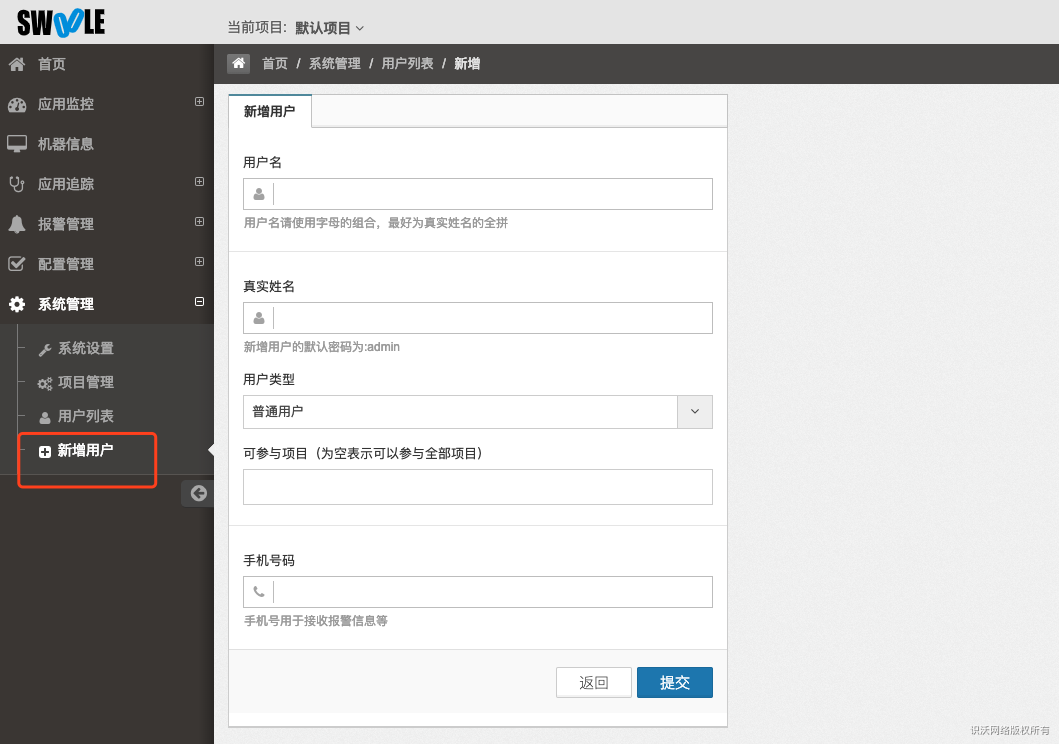 SWOOLE
当前项目: 默认项目
首页 / 系统管理 / 用户列表 / 新增
首页
应用监控
机器信息
应用追踪
报警管理
配置管理
系统管理
系统设置
项目管理
用户列表
新增用户
新增用户
用户名
用户名请使用字母的组合，最好为真实姓名的全拼
真实姓名
新增用户的默认密码为:admin
用户类型
普通用户
可参与项目（为空表示可以参与全部项目）
手机号码
手机号用于接收报警信息等
返回 提交
识沃网络版权所有